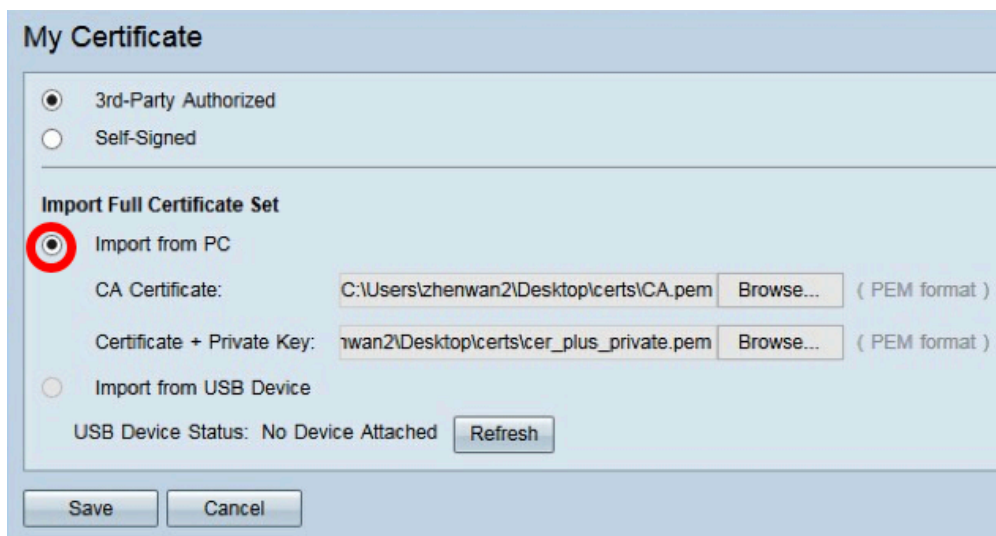 My Certificate
3rd-Party Authorized
Self-Signed
Import Full Certificate Set
Import from PC
CA Certificate: C:\Users\zhenwan2\Desktop\certs\CA.pem Browse... ( PEM format )
Certificate + Private Key: nwan2\Desktop\certs\cer_plus_private.pem Browse... ( PEM format )
Import from USB Device
USB Device Status: No Device Attached Refresh
Save Cancel